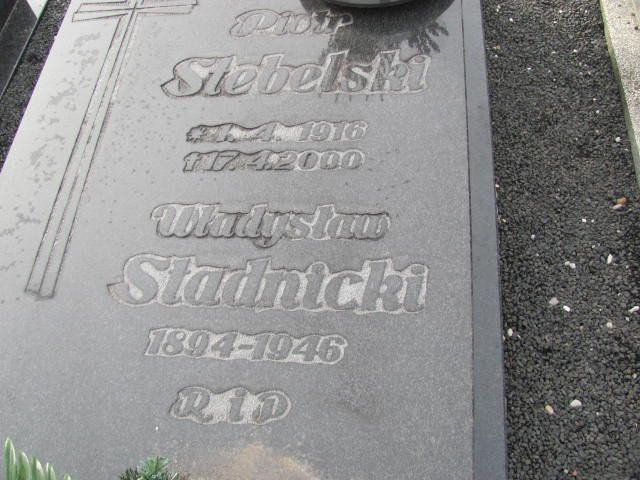 Piotr
Stebelski
* 1. 4. 1916
† 17. 4. 2000
Władysław
Stadnicki
1894-1946
R i P